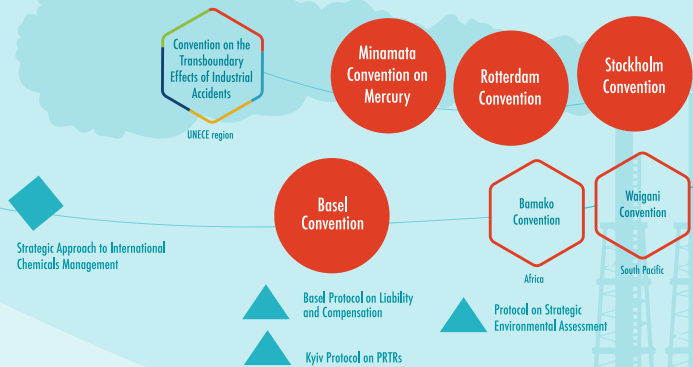 Convention on the
Transboundary
Effects of Industrial
Accidents
UNECE region
Minamata
Convention on
Mercury
Rotterdam
Convention
Stockholm
Convention
Strategic Approach to International
Chemicals Management
Basel
Convention
Bamako
Convention
Africa
Waigani
Convention
South Pacific
Basel Protocol on Liability
and Compensation
Protocol on Strategic
Environmental Assessment
Kyiv Protocol on PRTRs